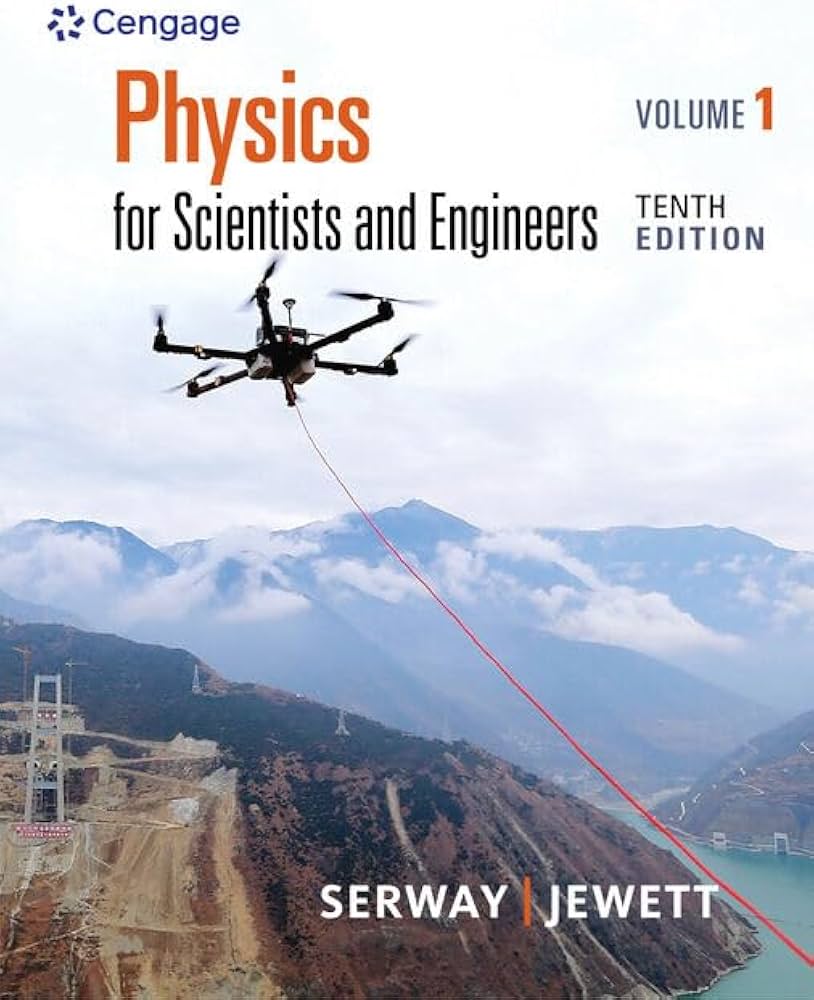 Cengage
Physics
VOLUME 1
for Scientists and Engineers
TENTH
EDITION
SERWAY | JEWETT